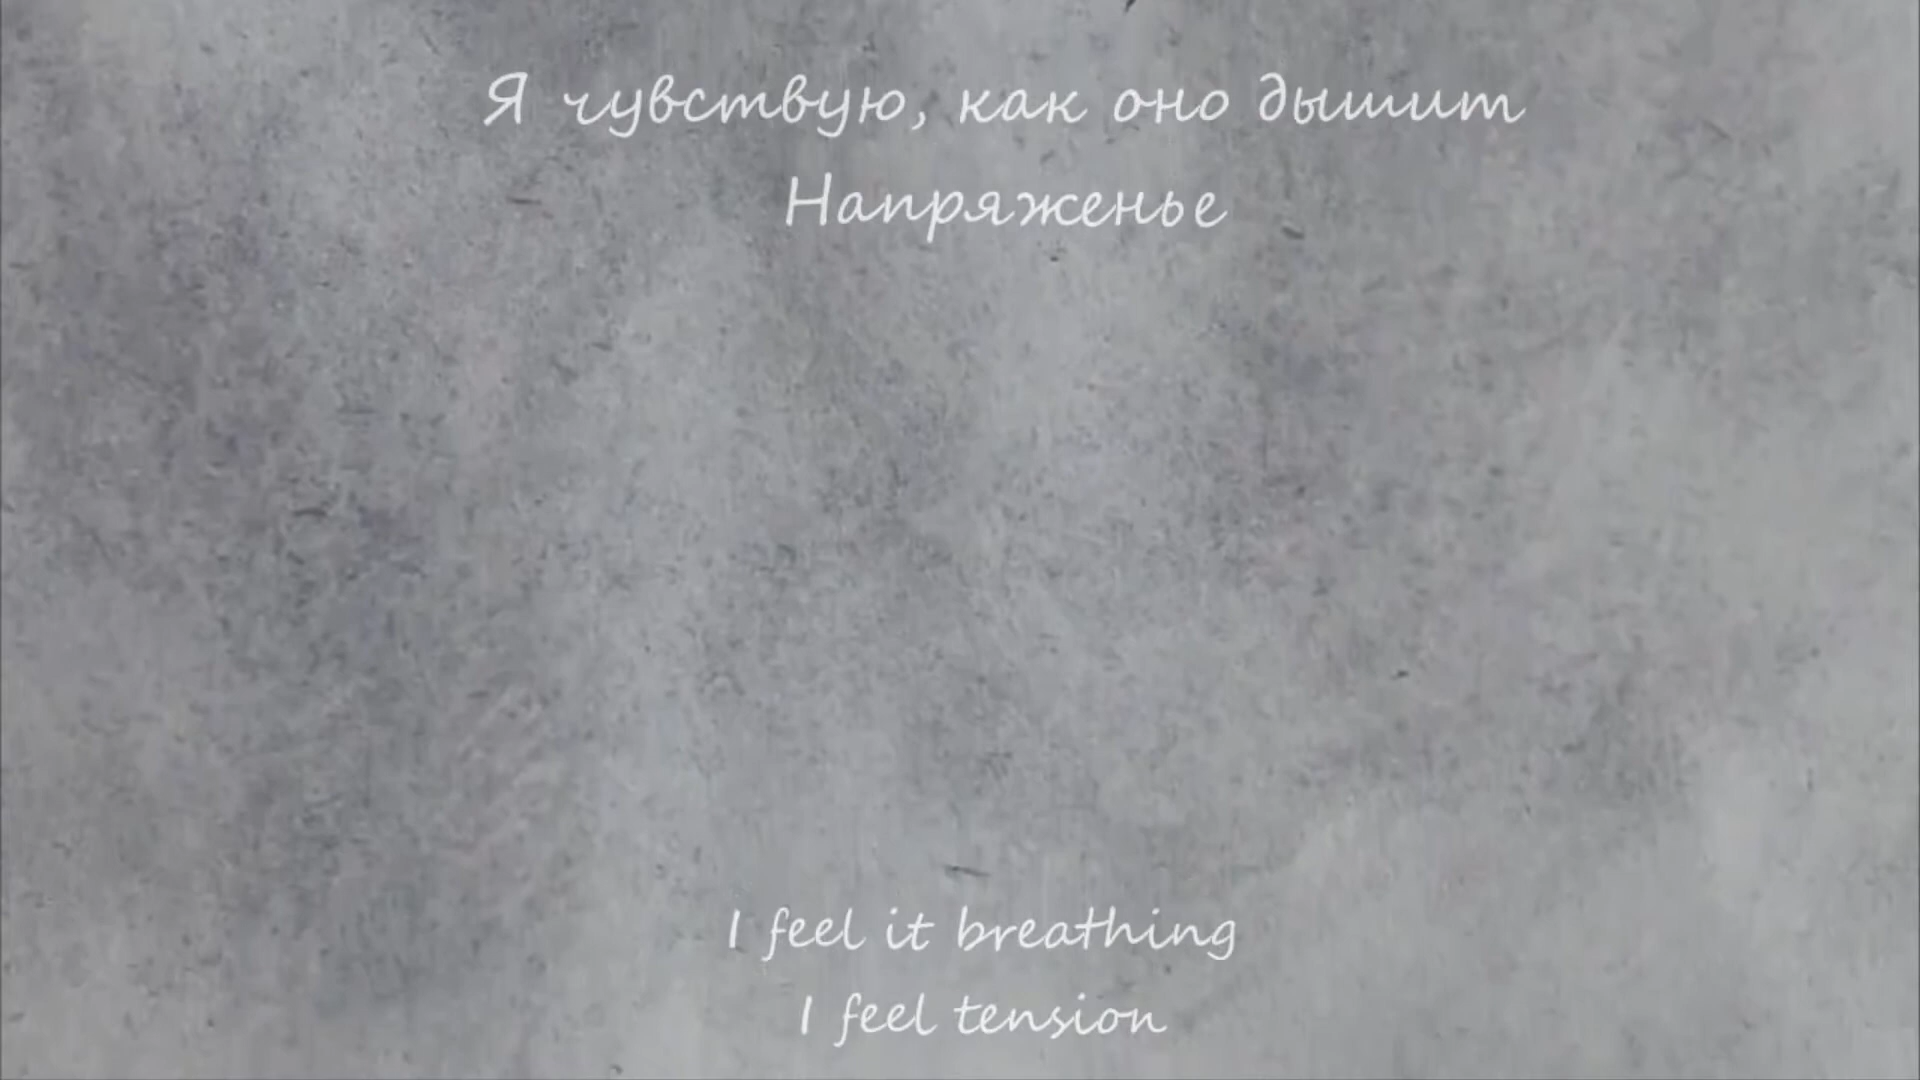 Я чувствую, как оно дышит
Напряженье
I feel it breathing
I feel tension